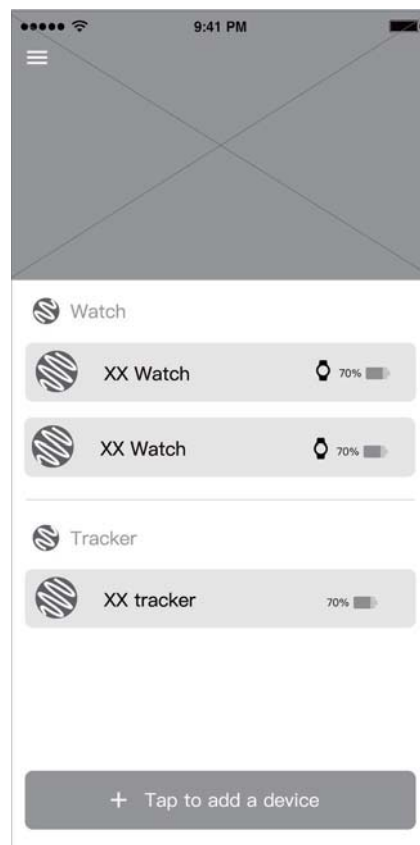 9:41 PM
Watch
XX Watch 70%
XX Watch 70%
Tracker
XX tracker 70%
+ Tap to add a device